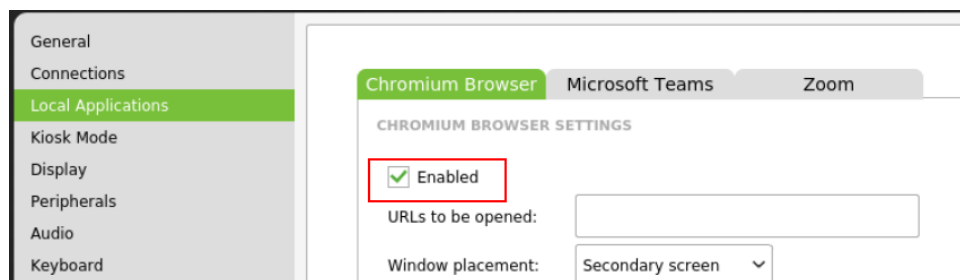 General
Connections
Local Applications
Kiosk Mode
Display
Peripherals
Audio
Keyboard
Chromium Browser Microsoft Teams Zoom
CHROMIUM BROWSER SETTINGS
Enabled
URLs to be opened:
Window placement: Secondary screen